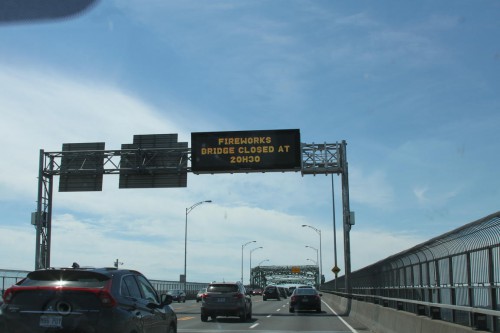 FIREWORKS
BRIDGE CLOSED AT
20H30